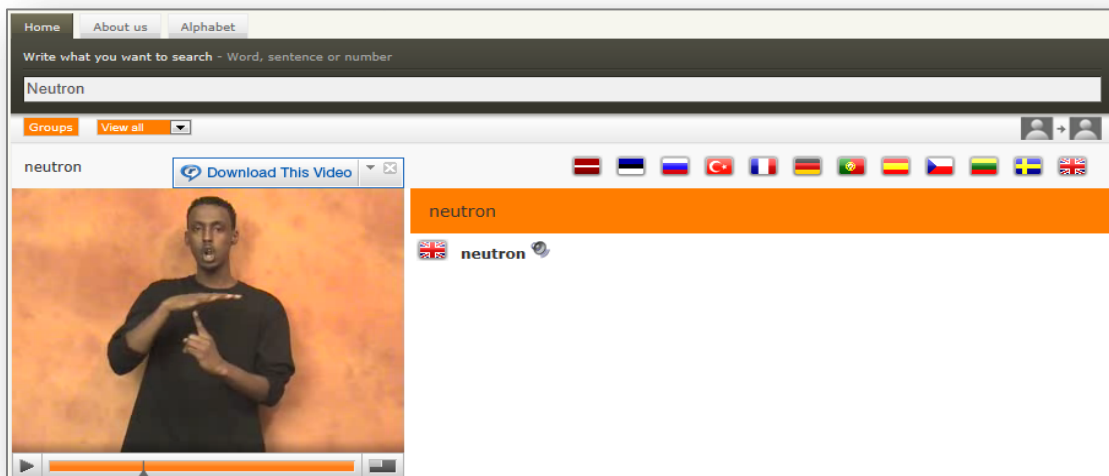 Home About us Alphabet
Write what you want to search - Word, sentence or number
Neutron
Groups View all
neutron Download This Video
neutron
neutron